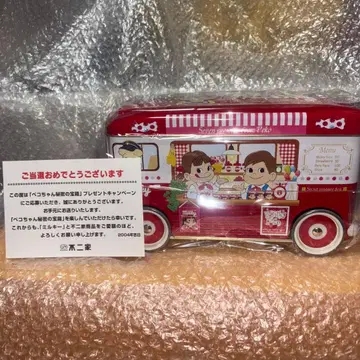 ご当選おめでとうございます
この度は「ペコちゃん秘密の宝箱」プレゼントキャンペーン
にご応募いただき、誠にありがとうございます。
お手元にお送りいたします。
「ペコちゃん秘密の宝箱」を楽しんでいただけたら幸いです。
これからも、「ミルキー」と不二家商品をご愛顧のほど、
よろしくお願い申し上げます。
2004年8月
不二家
Menu